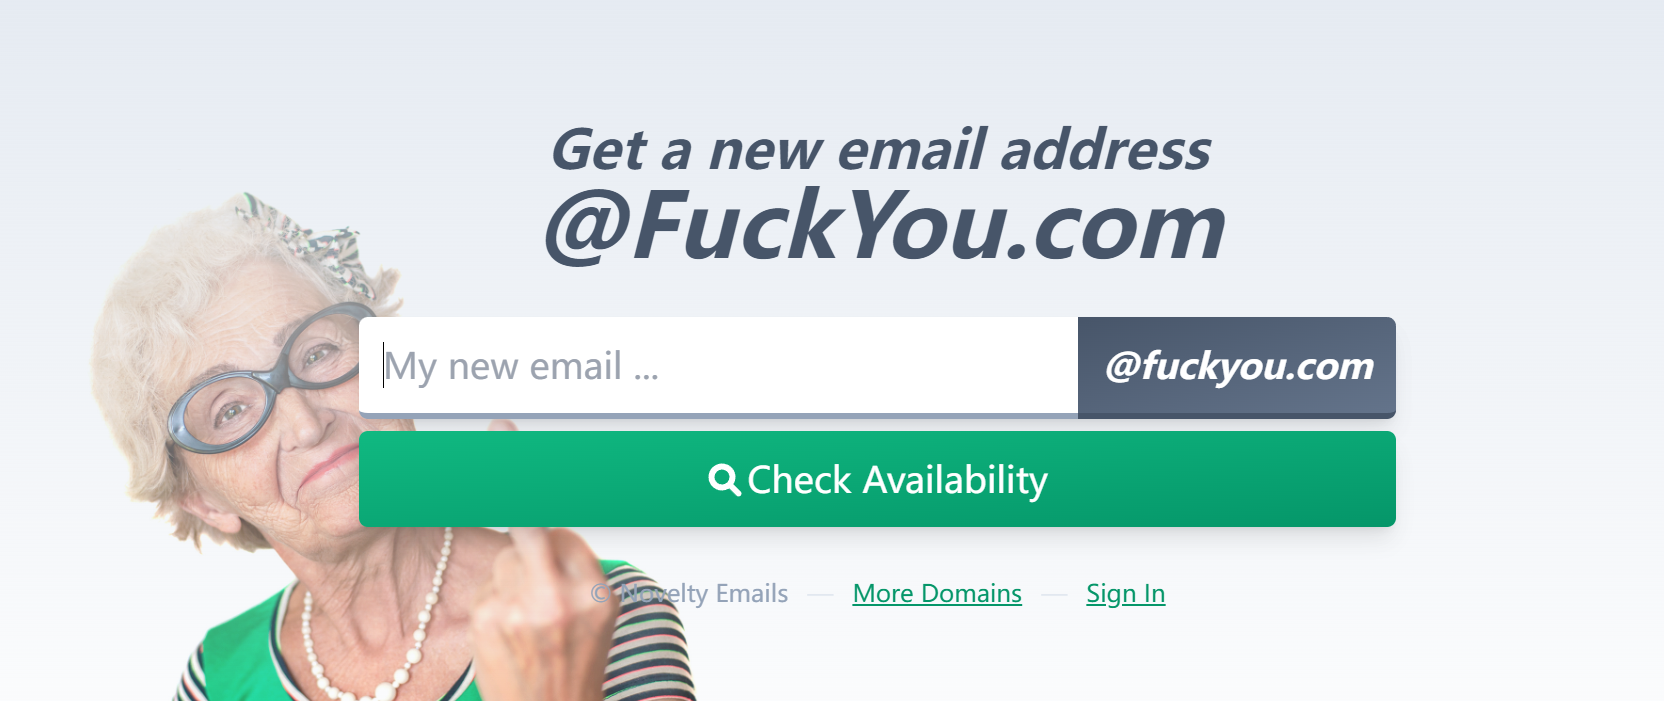 Get a new email address
@FuckYou.com
My new email ...
@fuckyou.com
Check Availability
© Novelty Emails
More Domains
Sign In